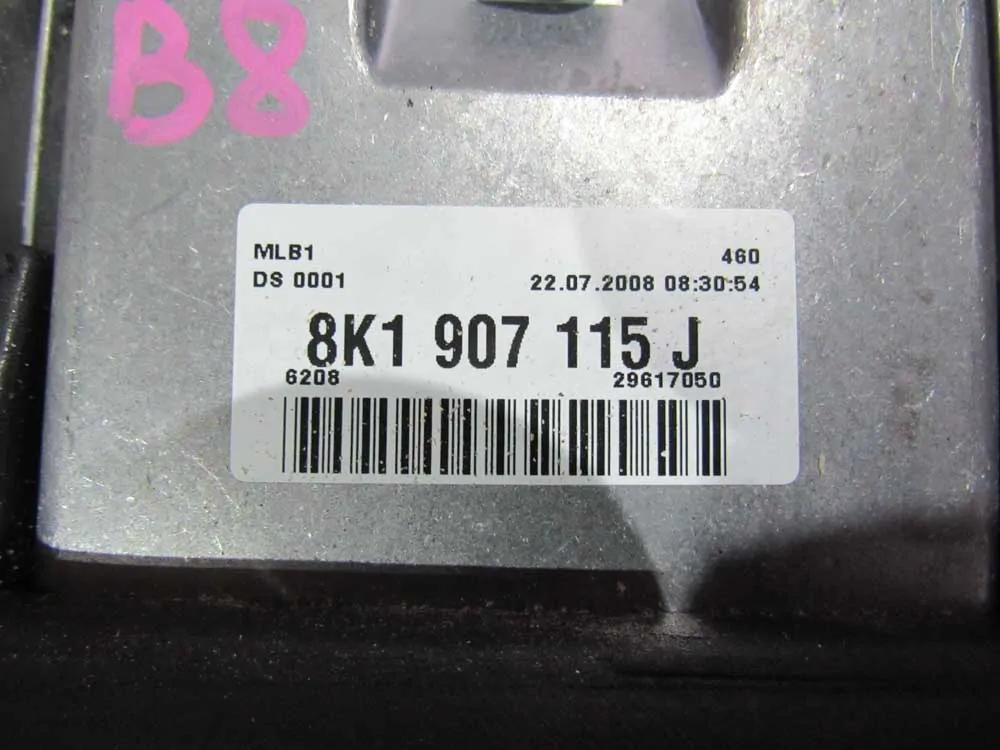 B8
MLB1 460
DS 0001 22.07.2008 08:30:54
8K1 907 115 J
6208 29617050